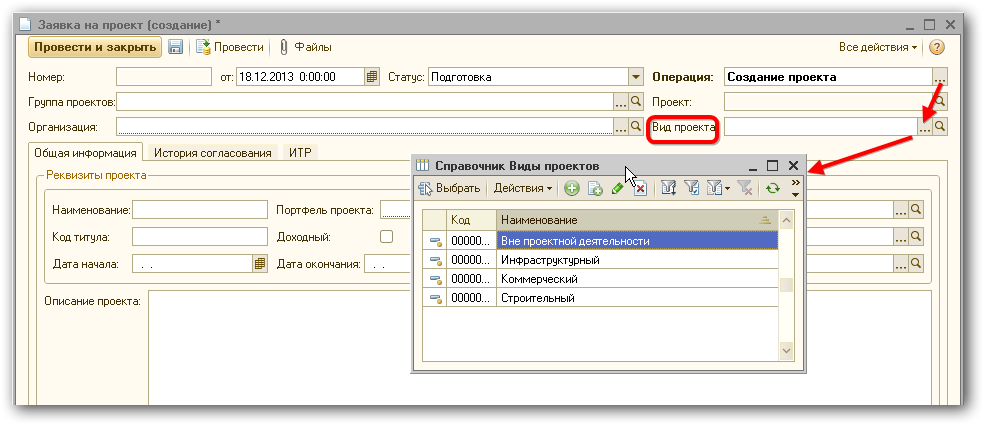 Заявка на проект (создание) *
Провести и закрыть Провести Файлы Все действия
Номер: от: 18.12.2013 0:00:00 Статус: Подготовка Операция: Создание проекта ...
Группа проектов: ... Проект: ...
Организация: ... Вид проекта ...
Общая информация История согласования ИТР
Реквизиты проекта
Наименование: Портфель проекта: ...
Код титула: Доходный: ...
Дата начала: . . Дата окончания: . . ...
Описание проекта:
Справочник Виды проектов
Выбрать Действия
Код Наименование
00000... Вне проектной деятельности
00000... Инфраструктурный
00000... Коммерческий
00000... Строительный